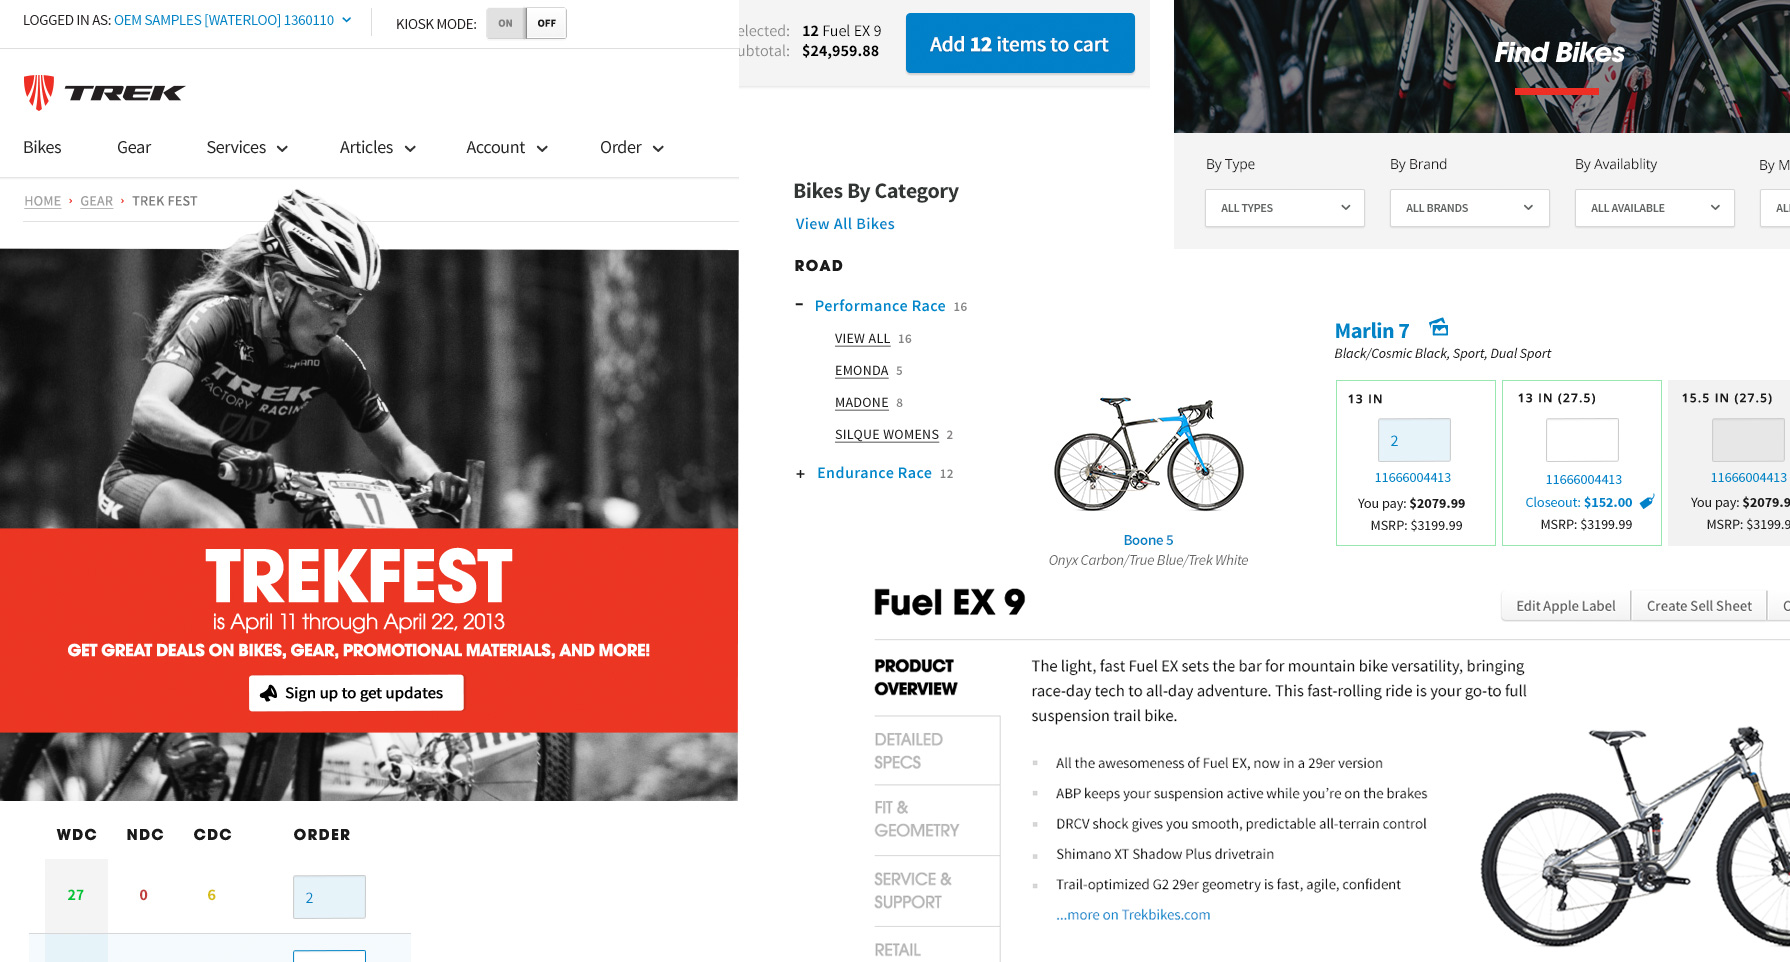 LOGGED IN AS: OEM SAMPLES [WATERLOO] 1360110
KIOSK MODE: ON OFF
TREK
Bikes Gear Services Articles Account Order
HOME › GEAR › TREK FEST
TREK
SHIMANO
TREK
FACTORY RACING
17
TREKFEST
is April 11 through April 22, 2013
GET GREAT DEALS ON BIKES, GEAR, PROMOTIONAL MATERIALS, AND MORE!
Sign up to get updates
WDC NDC CDC ORDER
27 0 6 2
elected: 12 Fuel EX 9
ubtotal: $24,959.88
Add 12 items to cart
Bikes By Category
View All Bikes
ROAD
- Performance Race 16
VIEW ALL 16
EMONDA 5
MADONE 8
SILQUE WOMENS 2
+ Endurance Race 12
Boone 5
Onyx Carbon/True Blue/Trek White
Find Bikes
By Type By Brand By Availablity By M
ALL TYPES ALL BRANDS ALL AVAILABLE AL
Marlin 7
Black/Cosmic Black, Sport, Dual Sport
13 IN
2
11666004413
You pay: $2079.99
MSRP: $3199.99
13 IN (27.5)
11666004413
Closeout: $152.00
MSRP: $3199.99
15.5 IN (27.5)
11666004413
You pay: $2079.9
MSRP: $3199.9
Fuel EX 9
Edit Apple Label Create Sell Sheet
PRODUCT
OVERVIEW
DETAILED
SPECS
FIT &
GEOMETRY
SERVICE &
SUPPORT
RETAIL
The light, fast Fuel EX sets the bar for mountain bike versatility, bringing
race-day tech to all-day adventure. This fast-rolling ride is your go-to full
suspension trail bike.
All the awesomeness of Fuel EX, now in a 29er version
ABP keeps your suspension active while you’re on the brakes
DRCV shock gives you smooth, predictable all-terrain control
Shimano XT Shadow Plus drivetrain
Trail-optimized G2 29er geometry is fast, agile, confident
...more on Trekbikes.com